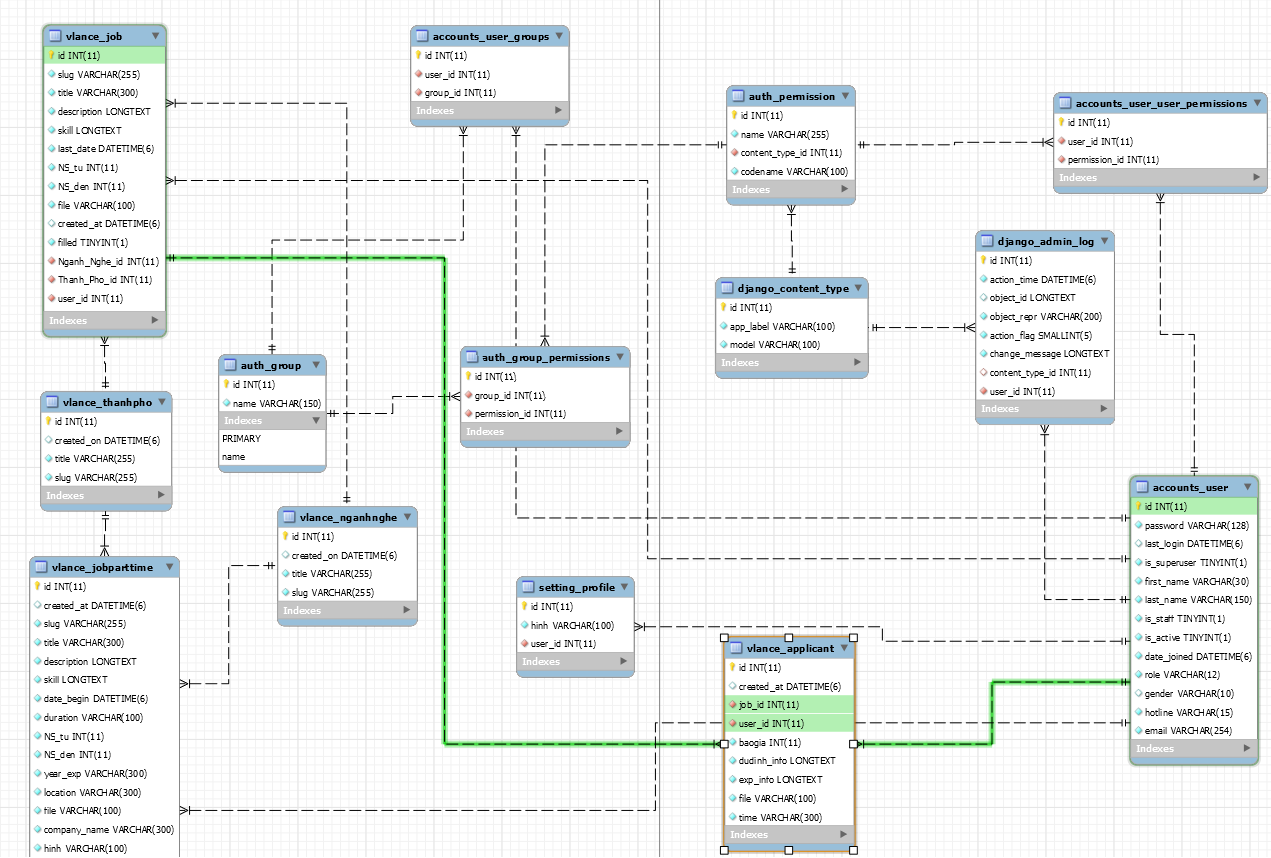 vlance_job
id INT(11)
slug VARCHAR(255)
title VARCHAR(300)
description LONGTEXT
skill LONGTEXT
last_date DATETIME(6)
NS_tu INT(11)
NS_den INT(11)
file VARCHAR(100)
created_at DATETIME(6)
filled TINYINT(1)
Nganh_Nghe_id INT(11)
Thanh_Pho_id INT(11)
user_id INT(11)
Indexes
accounts_user_groups
id INT(11)
user_id INT(11)
group_id INT(11)
Indexes
auth_permission
id INT(11)
name VARCHAR(255)
content_type_id INT(11)
codename VARCHAR(100)
Indexes
accounts_user_user_permissions
id INT(11)
user_id INT(11)
permission_id INT(11)
Indexes
django_admin_log
id INT(11)
action_time DATETIME(6)
object_id LONGTEXT
object_repr VARCHAR(200)
action_flag SMALLINT(5)
change_message LONGTEXT
content_type_id INT(11)
user_id INT(11)
Indexes
django_content_type
id INT(11)
app_label VARCHAR(100)
model VARCHAR(100)
Indexes
auth_group
id INT(11)
name VARCHAR(150)
Indexes
PRIMARY
name
auth_group_permissions
id INT(11)
group_id INT(11)
permission_id INT(11)
Indexes
vlance_thanhpho
id INT(11)
created_on DATETIME(6)
title VARCHAR(255)
slug VARCHAR(255)
Indexes
vlance_nganhnghe
id INT(11)
created_on DATETIME(6)
title VARCHAR(255)
slug VARCHAR(255)
Indexes
accounts_user
id INT(11)
password VARCHAR(128)
last_login DATETIME(6)
is_superuser TINYINT(1)
first_name VARCHAR(30)
last_name VARCHAR(150)
is_staff TINYINT(1)
is_active TINYINT(1)
date_joined DATETIME(6)
role VARCHAR(12)
gender VARCHAR(10)
hotline VARCHAR(15)
email VARCHAR(254)
Indexes
vlance_jobparttime
id INT(11)
created_at DATETIME(6)
slug VARCHAR(255)
title VARCHAR(300)
description LONGTEXT
skill LONGTEXT
date_begin DATETIME(6)
duration VARCHAR(100)
NS_tu INT(11)
NS_den INT(11)
year_exp VARCHAR(300)
location VARCHAR(300)
file VARCHAR(100)
company_name VARCHAR(300)
hinh VARCHAR(100)
setting_profile
id INT(11)
hinh VARCHAR(100)
user_id INT(11)
Indexes
vlance_applicant
id INT(11)
created_at DATETIME(6)
job_id INT(11)
user_id INT(11)
baogia INT(11)
dudinh_info LONGTEXT
exp_info LONGTEXT
file VARCHAR(100)
time VARCHAR(300)
Indexes